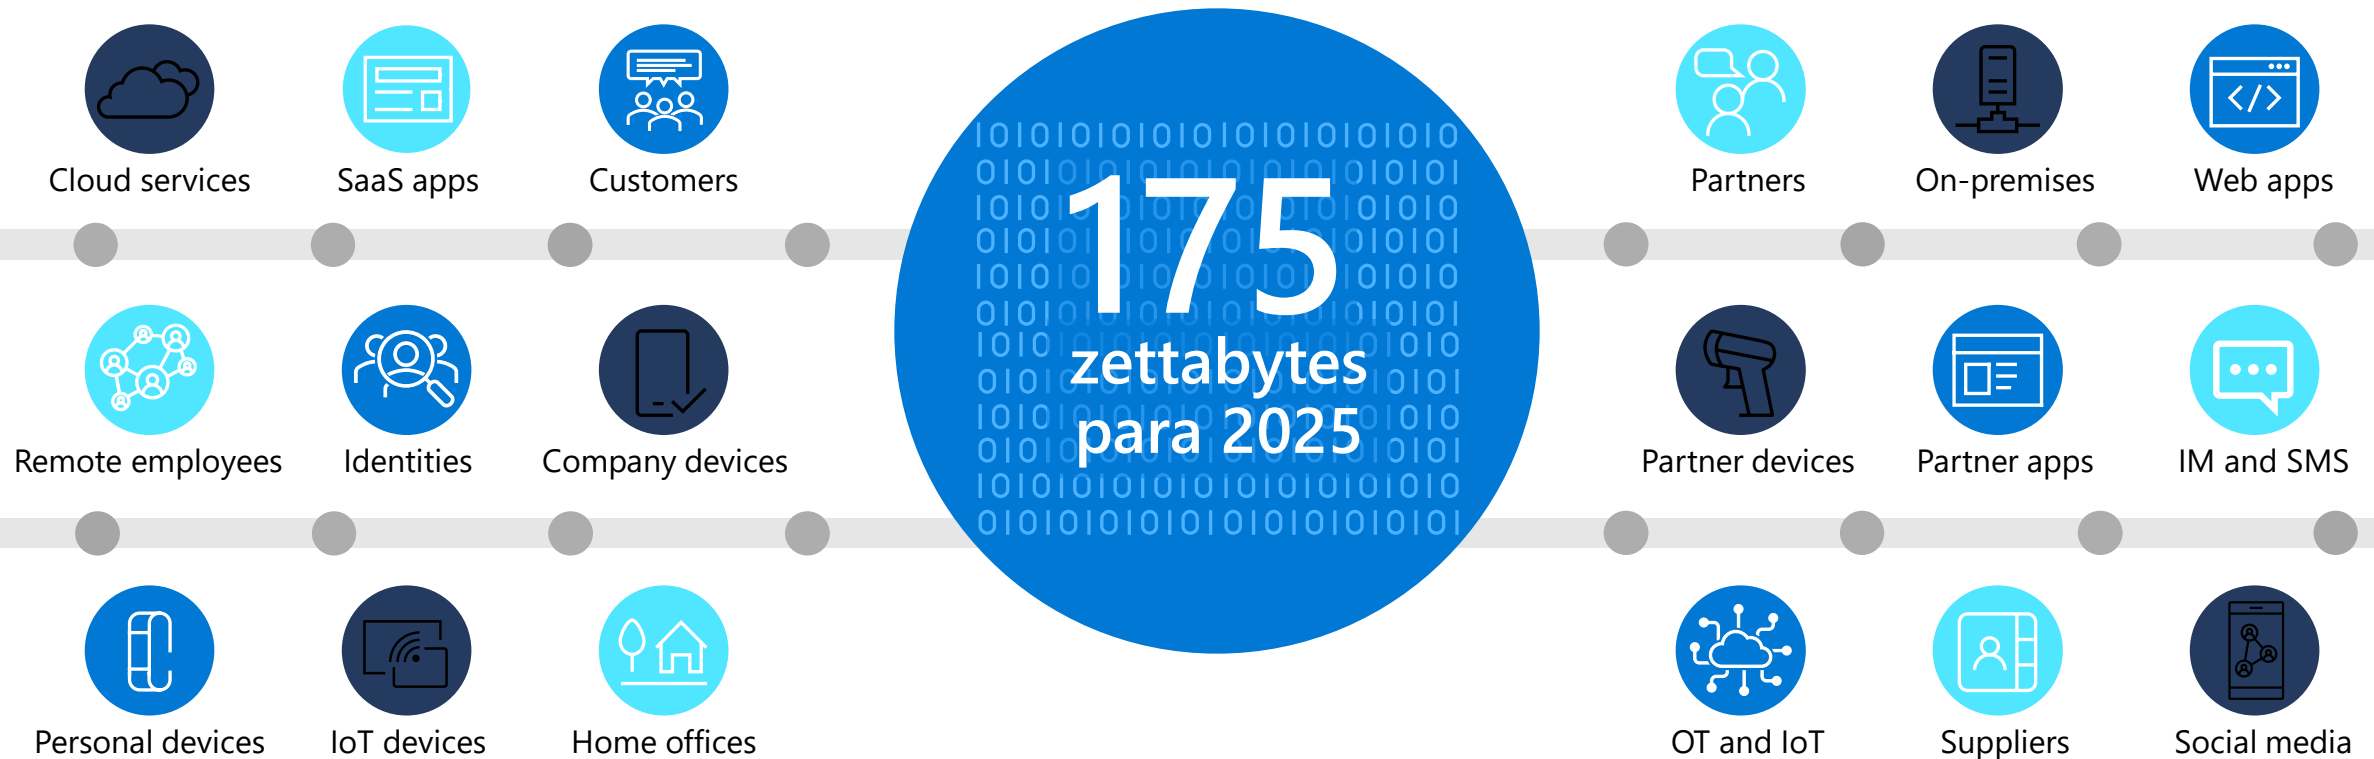 Cloud services
SaaS apps
Customers
Remote employees
Identities
Company devices
Personal devices
IoT devices
Home offices
175
zettabytes
para 2025
Partners
On-premises
Web apps
Partner devices
Partner apps
IM and SMS
OT and IoT
Suppliers
Social media